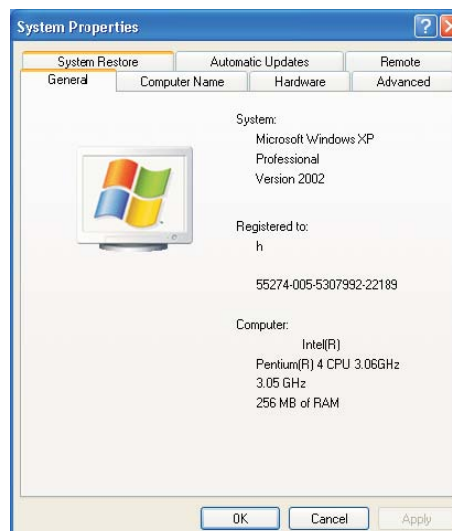 System Properties
System Restore Automatic Updates Remote
General Computer Name Hardware Advanced
System:
Microsoft Windows XP
Professional
Version 2002
Registered to:
h
55274-005-5307992-22189
Computer:
Intel(R)
Pentium(R) 4 CPU 3.06GHz
3.05 GHz
256 MB of RAM
OK Cancel Apply